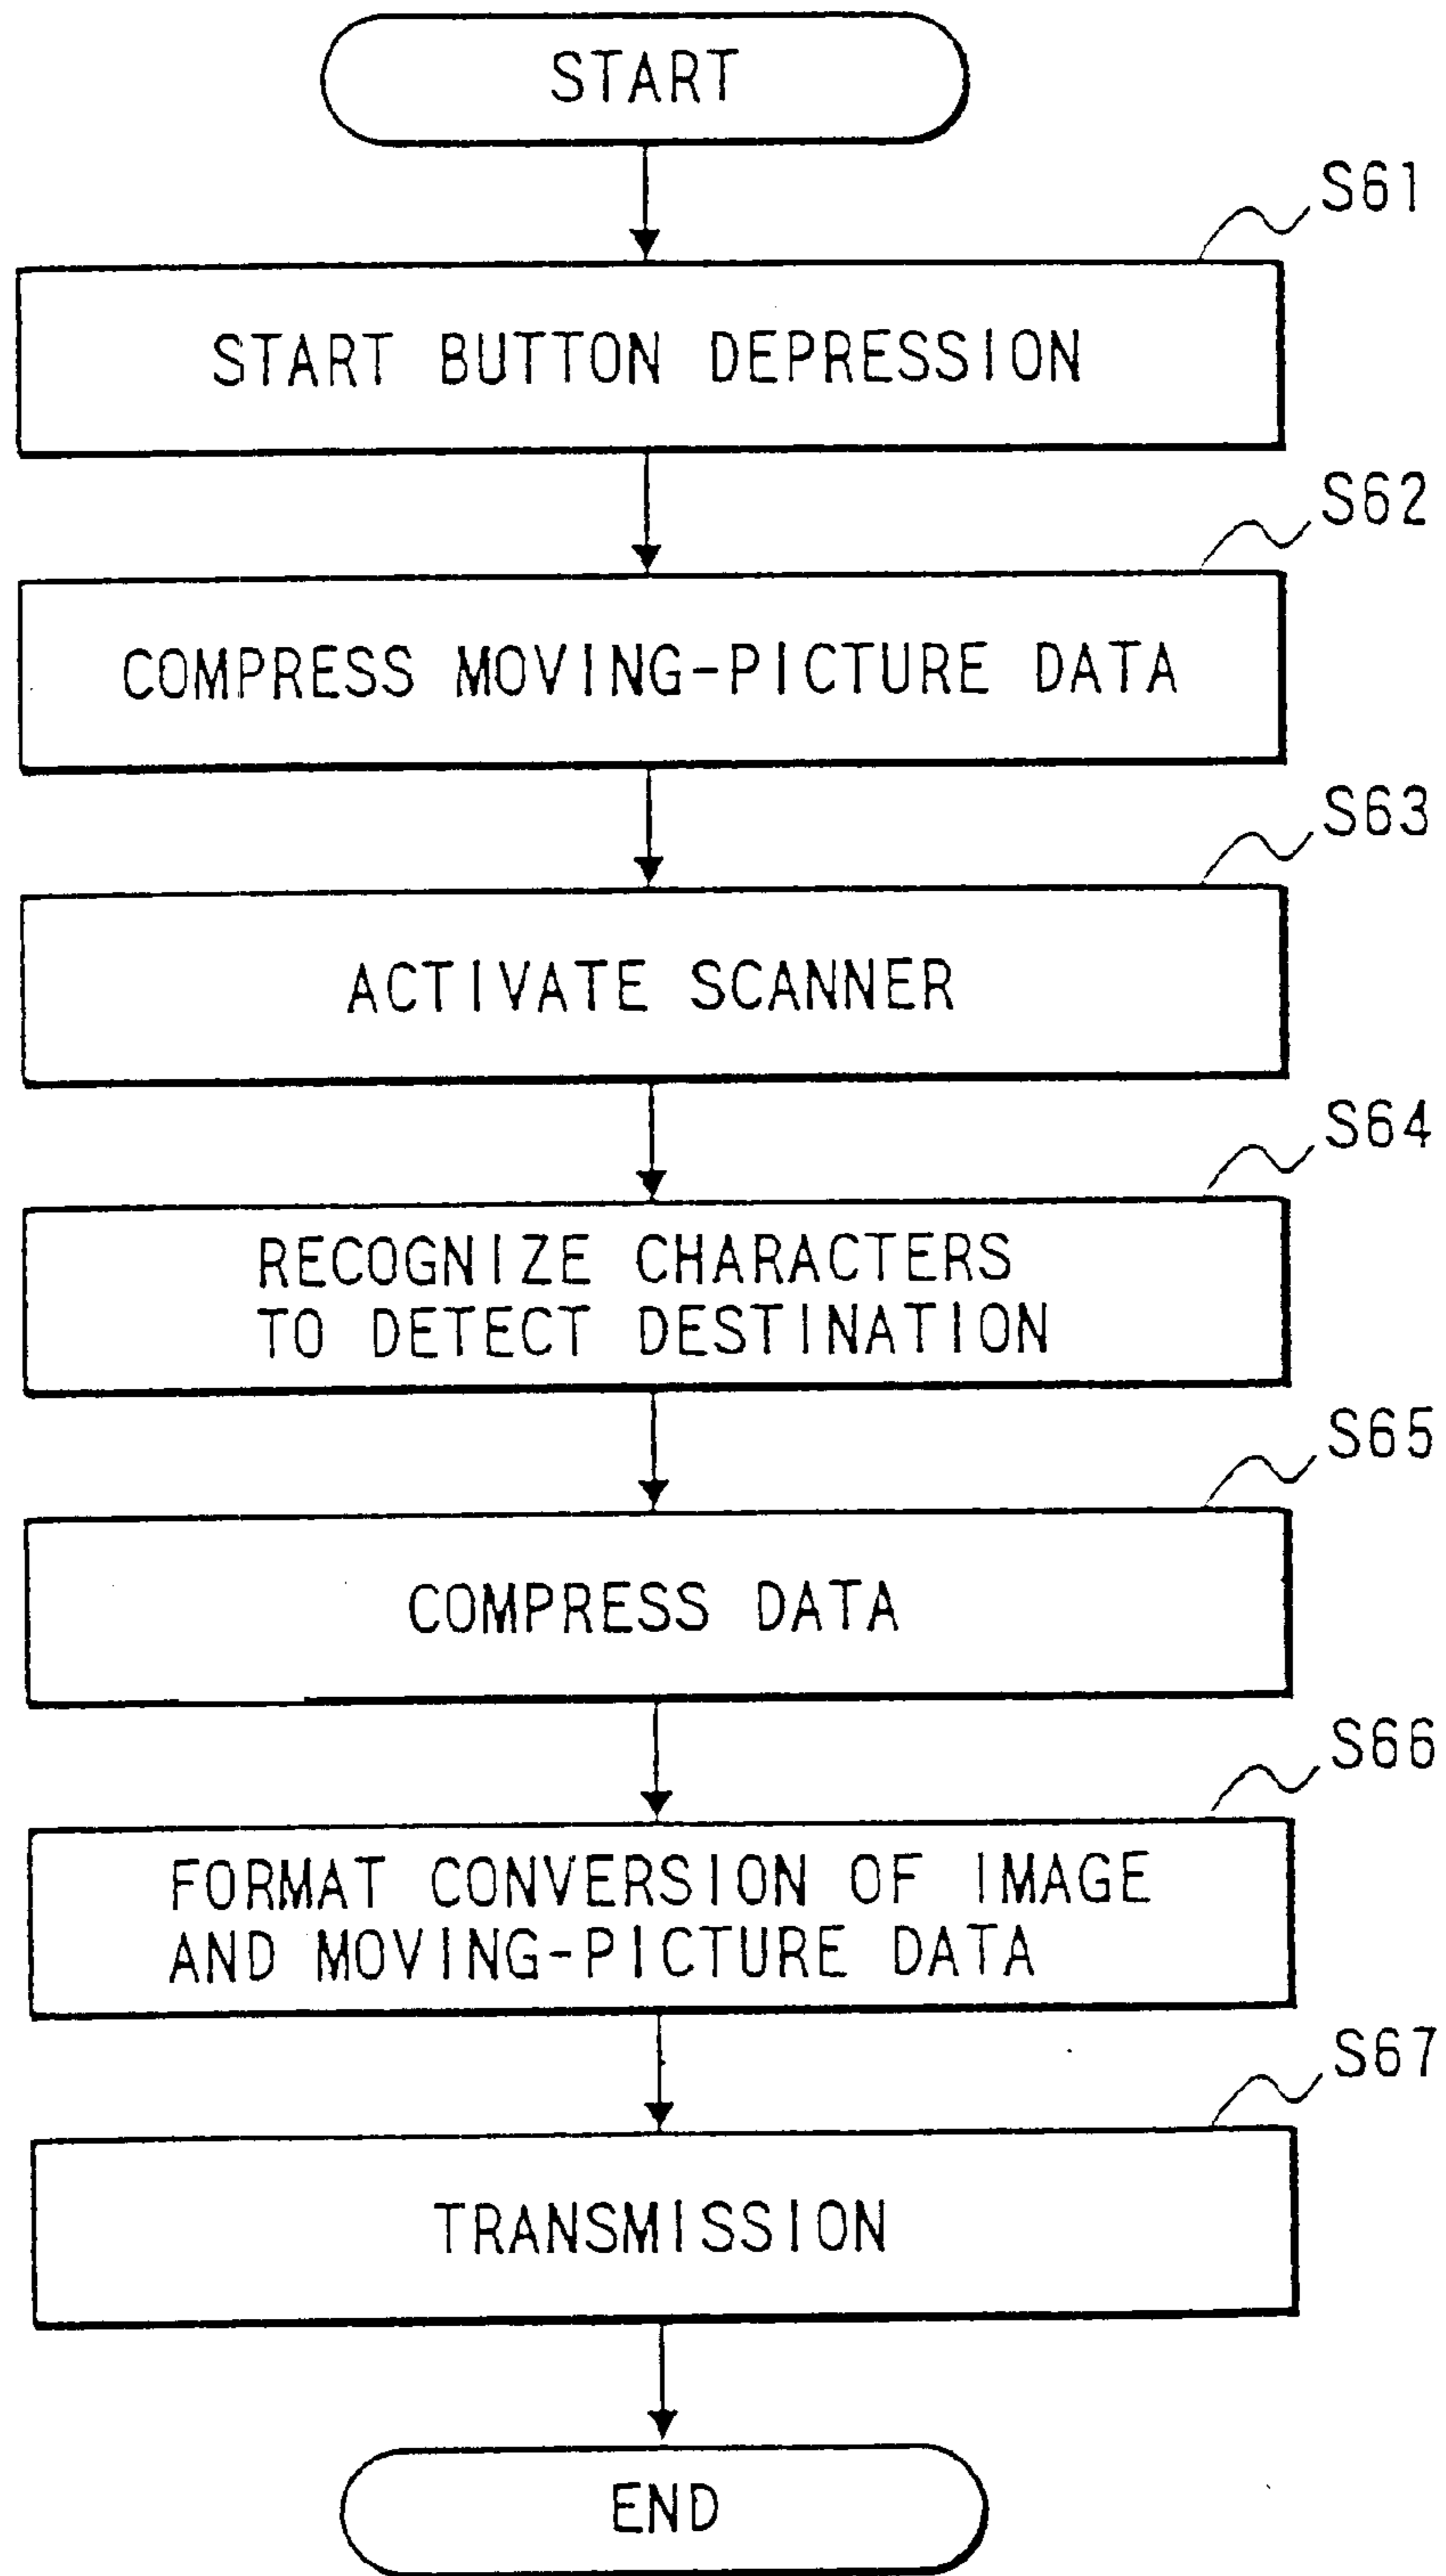 START
S61
START BUTTON DEPRESSION
S62
COMPRESS MOVING-PICTURE DATA
S63
ACTIVATE SCANNER
S64
RECOGNIZE CHARACTERS
TO DETECT DESTINATION
S65
COMPRESS DATA
S66
FORMAT CONVERSION OF IMAGE
AND MOVING-PICTURE DATA
S67
TRANSMISSION
END